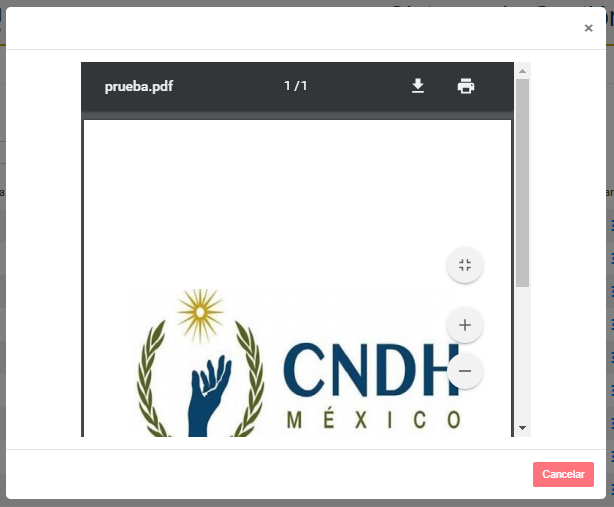 ×
prueba.pdf 1 / 1
CNDH
MÉXICO
Cancelar